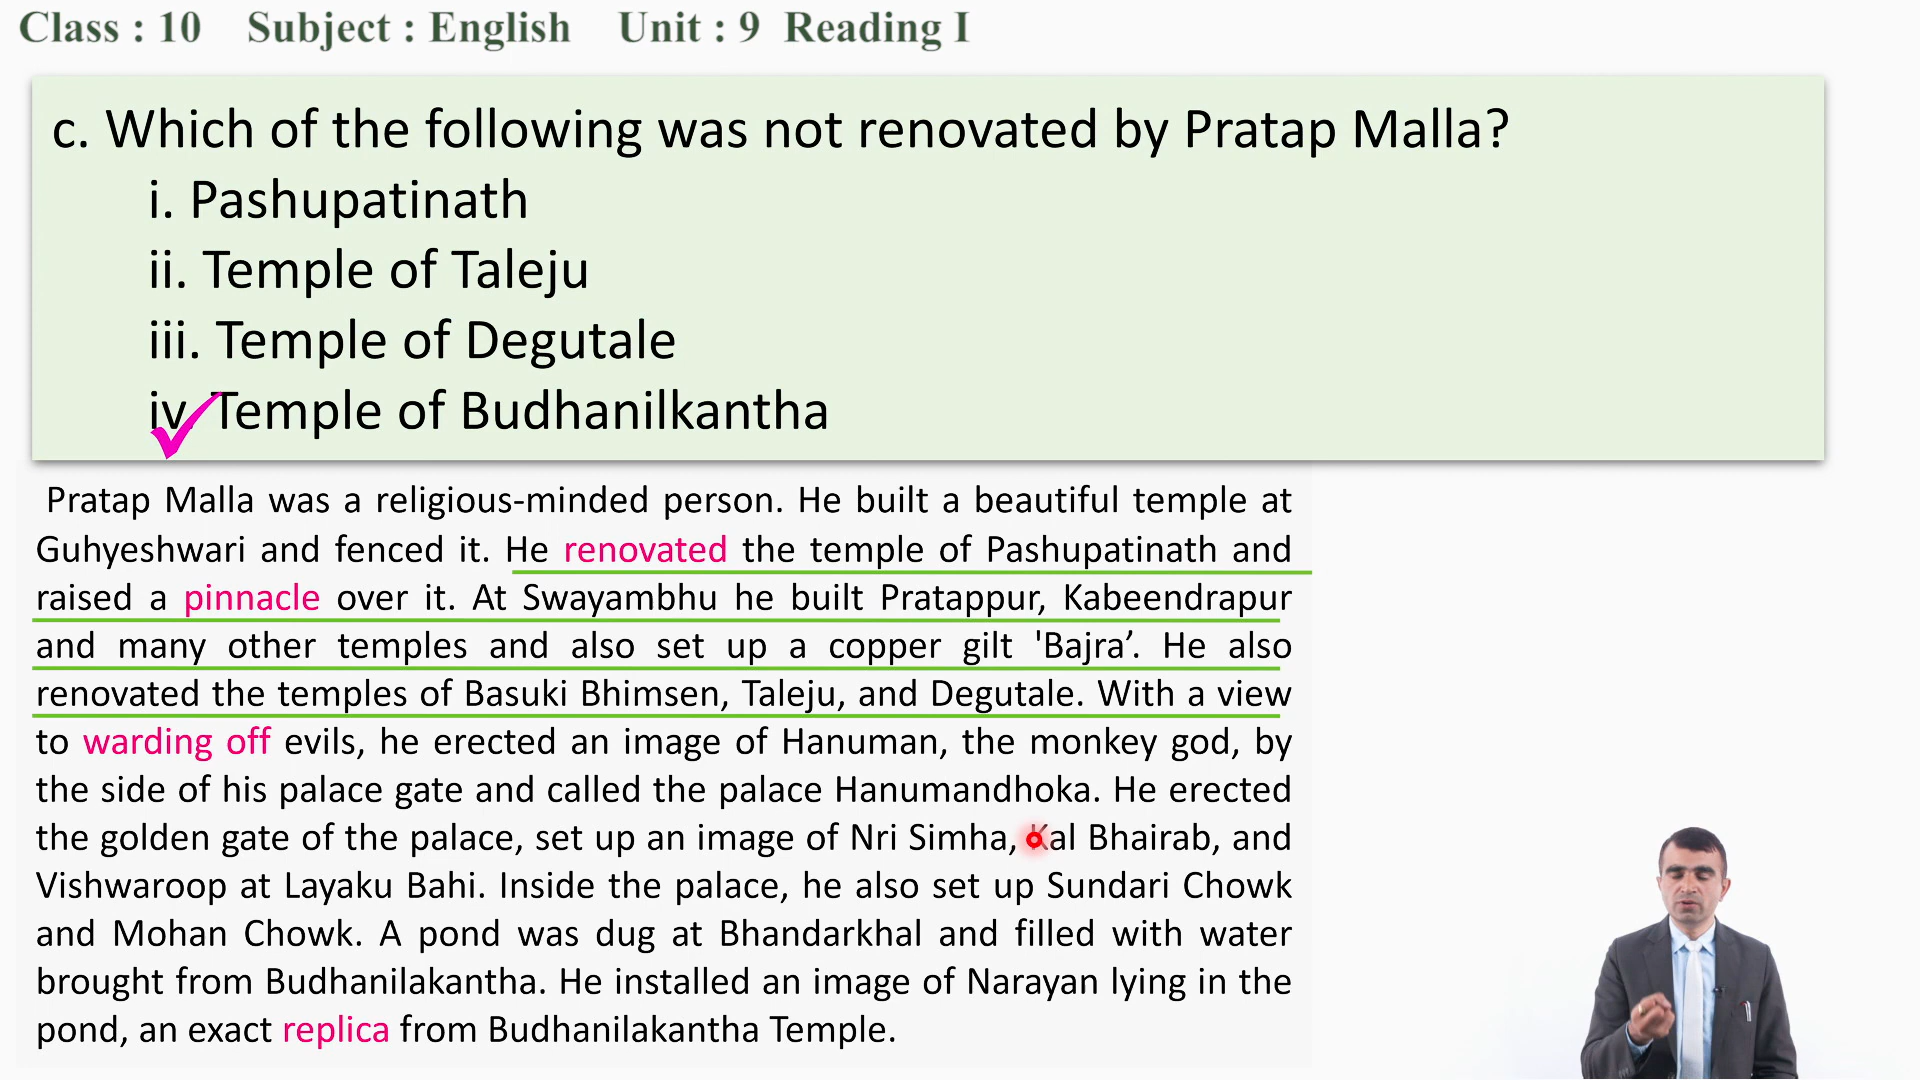 Class : 10 Subject : English Unit : 9 Reading I
c. Which of the following was not renovated by Pratap Malla?
i. Pashupatinath
ii. Temple of Taleju
iii. Temple of Degutale
iv. Temple of Budhanilkantha
Pratap Malla was a religious-minded person. He built a beautiful temple at
Guhyeshwari and fenced it. He renovated the temple of Pashupatinath and
raised a pinnacle over it. At Swayambhu he built Pratappur, Kabeendrapur
and many other temples and also set up a copper gilt 'Bajra’. He also
renovated the temples of Basuki Bhimsen, Taleju, and Degutale. With a view
to warding off evils, he erected an image of Hanuman, the monkey god, by
the side of his palace gate and called the palace Hanumandhoka. He erected
the golden gate of the palace, set up an image of Nri Simha, Kal Bhairab, and
Vishwaroop at Layaku Bahi. Inside the palace, he also set up Sundari Chowk
and Mohan Chowk. A pond was dug at Bhandarkhal and filled with water
brought from Budhanilakantha. He installed an image of Narayan lying in the
pond, an exact replica from Budhanilakantha Temple.